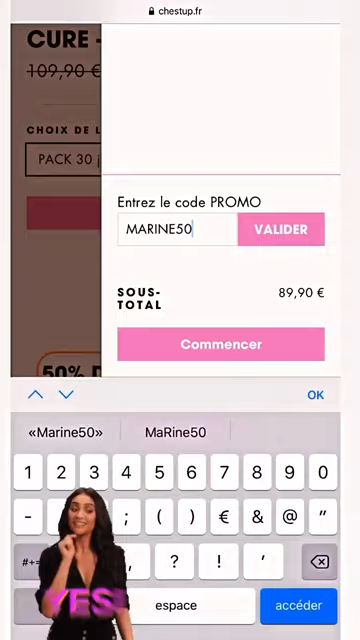 chestup.fr
CURE -
109,90 €
CHOIX DE L
PACK 30 j
Entrez le code PROMO
MARINE50
VALIDER
SOUS-
TOTAL
89,90 €
Commencer
50% D
OK
«Marine50»
MaRine50
1 2 3 4 5 6 7 8 9 0
- ; ( ) € & @ "
#+= , ? ! '
YES
espace
accéder